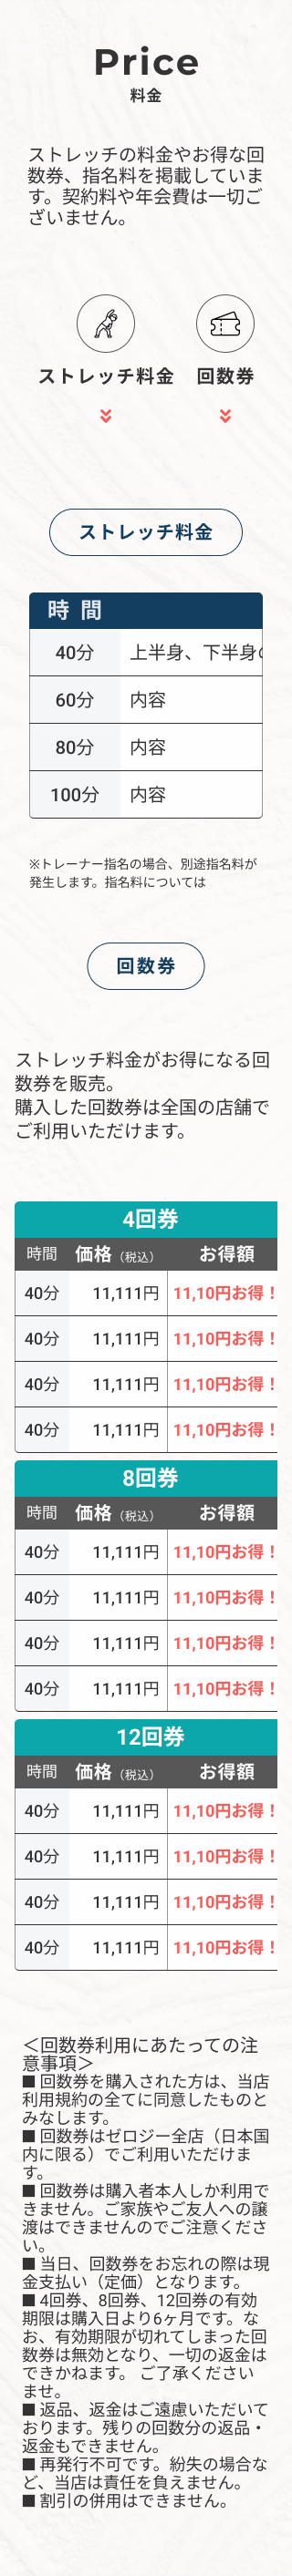 Price
料金
ストレッチの料金やお得な回
数券、指名料を掲載していま
す。契約料や年会費は一切ご
ざいません。
ストレッチ料金 回数券
ストレッチ料金
時 間
40分 上半身、下半身の
60分 内容
80分 内容
100分 内容
※トレーナー指名の場合、別途指名料が
発生します。指名料については
回数券
ストレッチ料金がお得になる回
数券を販売。
購入した回数券は全国の店舗で
ご利用いただけます。
4回券
時間 価格（税込） お得額
40分 11,111円 11,10円お得！
40分 11,111円 11,10円お得！
40分 11,111円 11,10円お得！
40分 11,111円 11,10円お得！
8回券
時間 価格（税込） お得額
40分 11,111円 11,10円お得！
40分 11,111円 11,10円お得！
40分 11,111円 11,10円お得！
40分 11,111円 11,10円お得！
12回券
時間 価格（税込） お得額
40分 11,111円 11,10円お得！
40分 11,111円 11,10円お得！
40分 11,111円 11,10円お得！
40分 11,111円 11,10円お得！
＜回数券利用にあたっての注
意事項＞
■ 回数券を購入された方は、当店
利用規約の全てに同意したものと
みなします。
■ 回数券はゼロジー全店（日本国
内に限る）でご利用いただけま
す。
■ 回数券は購入者本人しか利用で
きません。ご家族やご友人への譲
渡はできませんのでご注意くださ
い。
■ 当日、回数券をお忘れの際は現
金支払い（定価）となります。
■ 4回券、8回券、12回券の有効
期限は購入日より6ヶ月です。な
お、有効期限が切れてしまった回
数券は無効となり、一切の返金は
できかねます。 ご了承ください
ませ。
■ 返品、返金はご遠慮いただいて
おります。残りの回数分の返品・
返金もできません。
■ 再発行不可です。紛失の場合な
ど、当店は責任を負えません。
■ 割引の併用はできません。